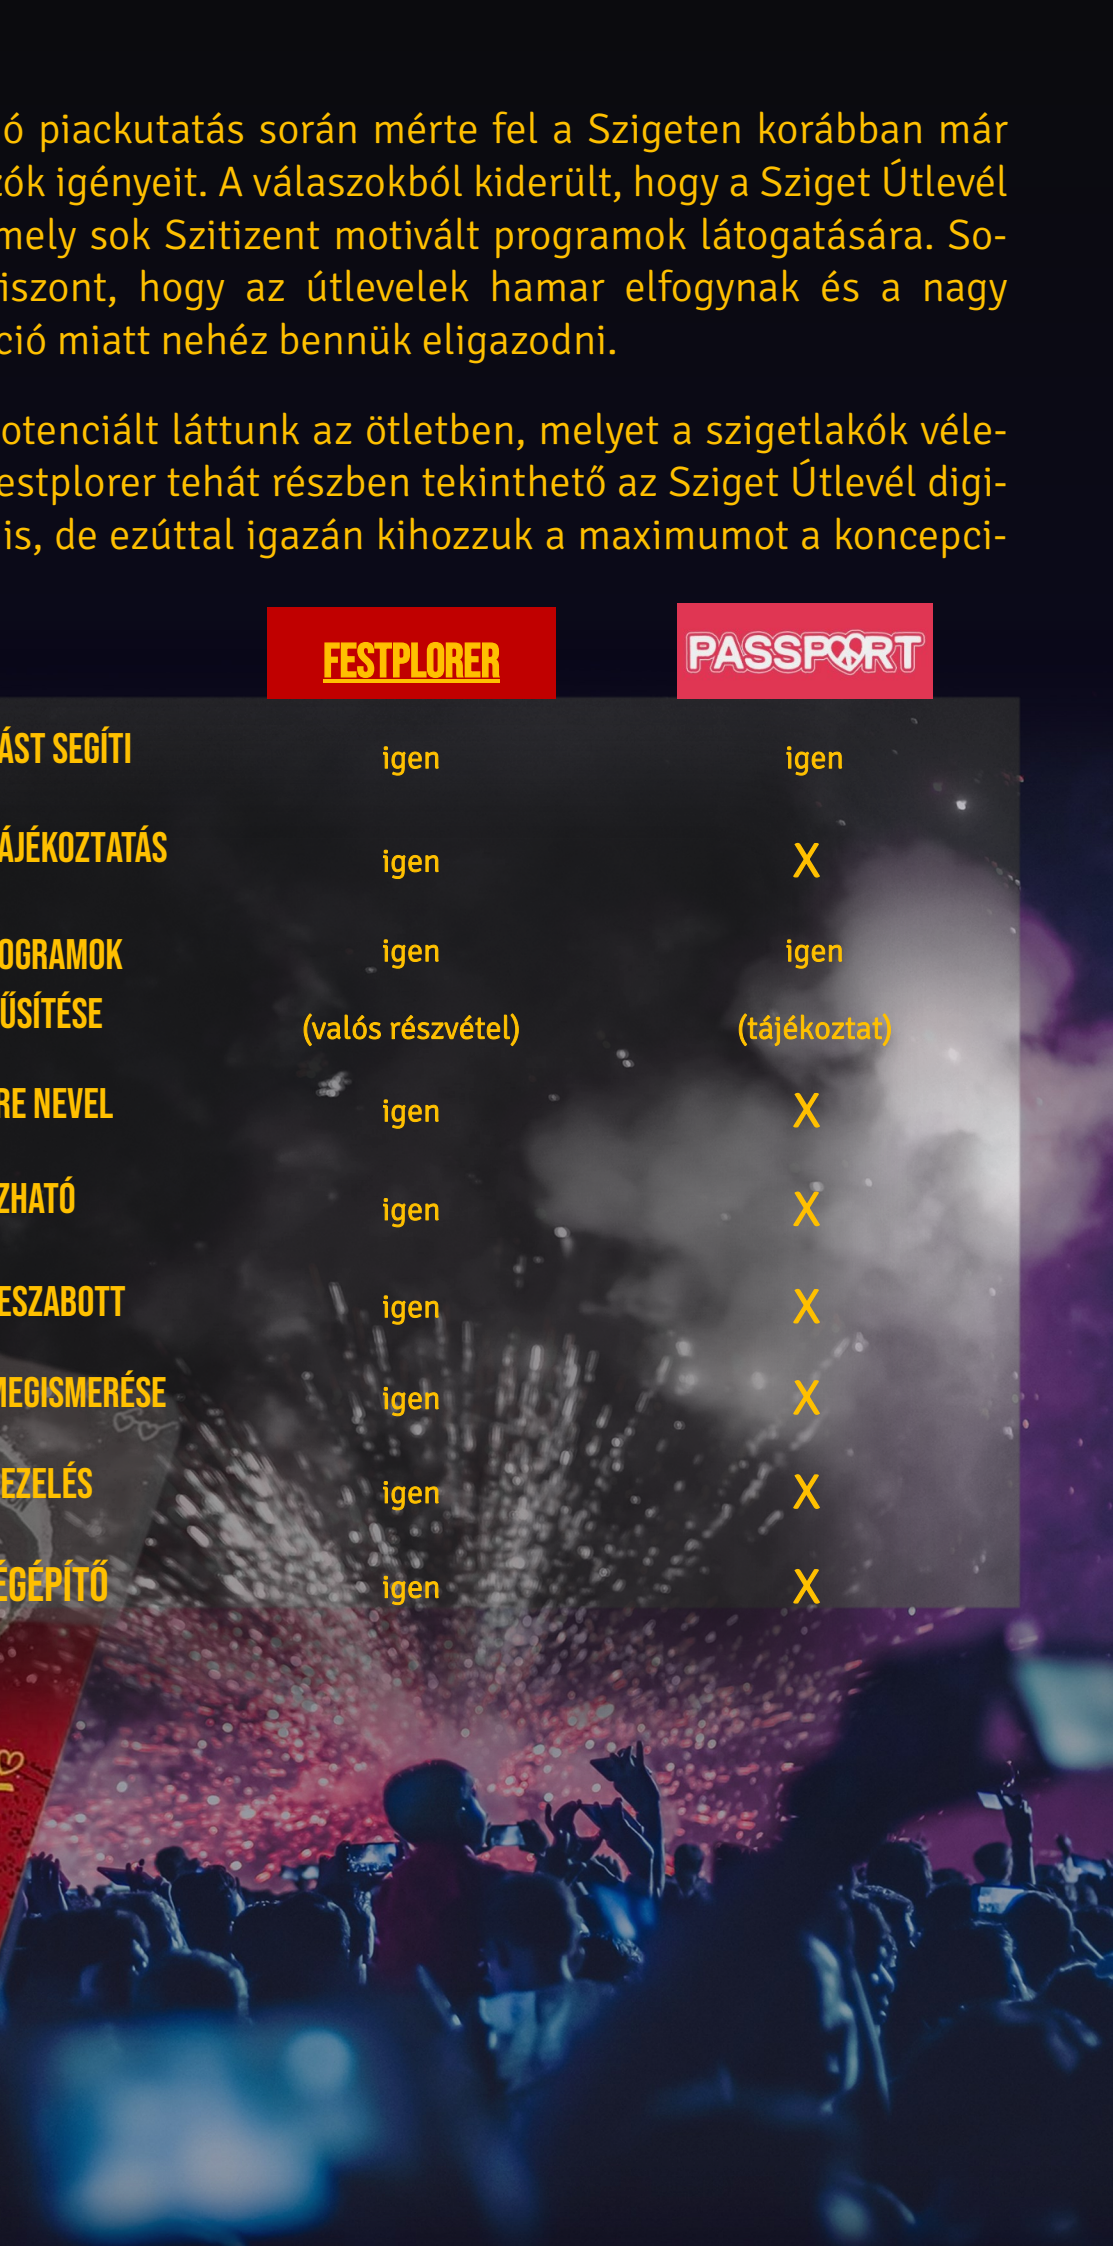 ó piackutatás során mérte fel a Szigeten korábban már
zók igényeit. A válaszokból kiderült, hogy a Sziget Útlevél
mely sok Szitizent motivált programok látogatására. So-
iszont, hogy az útlevelek hamar elfogynak és a nagy
ció miatt nehéz bennük eligazodni.
otenciált láttunk az ötletben, melyet a szigetlakók véle-
estplorer tehát részben tekinthető az Sziget Útlevél digi-
is, de ezúttal igazán kihozzuk a maximumot a koncepci-
FESTPLORER PASSPORT
ÁST SEGÍTI igen igen
ÁJÉKOZTATÁS igen X
OGRAMOK igen igen
ŰSÍTÉSE (valós részvétel) (tájékoztat)
RE NEVEL igen X
ZHATÓ igen X
ESZABOTT igen X
MEGISMERÉSE igen X
EZELÉS igen X
ÉGÉPÍTŐ igen X